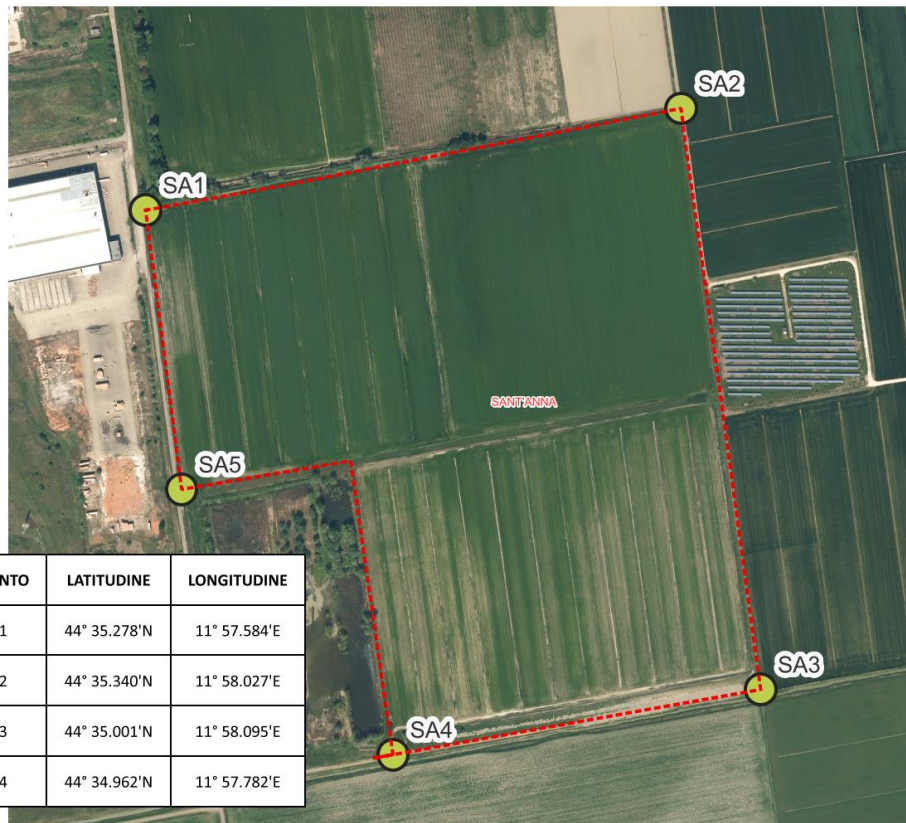 SA2
SA1
SANT'ANNA
SA5
NTO LATITUDINE LONGITUDINE
1 44° 35.278'N 11° 57.584'E
2 44° 35.340'N 11° 58.027'E
3 44° 35.001'N 11° 58.095'E
4 44° 34.962'N 11° 57.782'E
SA3
SA4